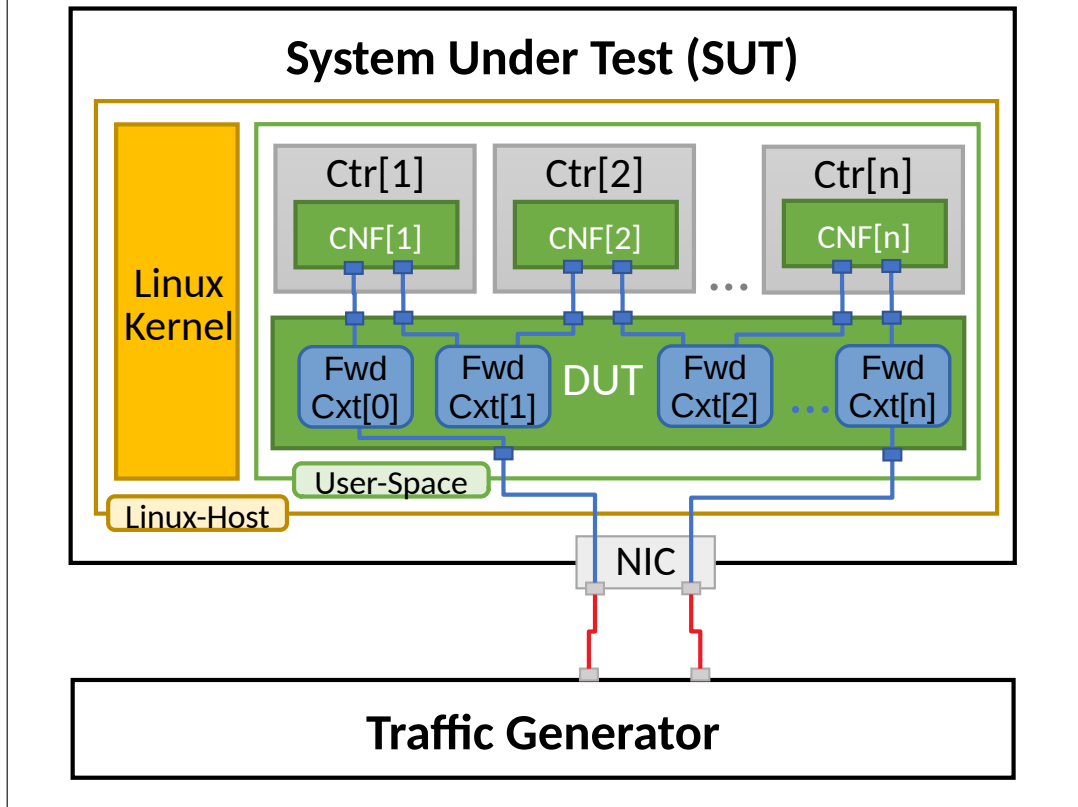 System Under Test (SUT)
Linux
Kernel
Ctr[1]
CNF[1]
Ctr[2]
CNF[2]
...
Ctr[n]
CNF[n]
Fwd
Cxt[0]
Fwd
Cxt[1]
DUT
Fwd
Cxt[2]
...
Fwd
Cxt[n]
User-Space
Linux-Host
NIC
Traffic Generator